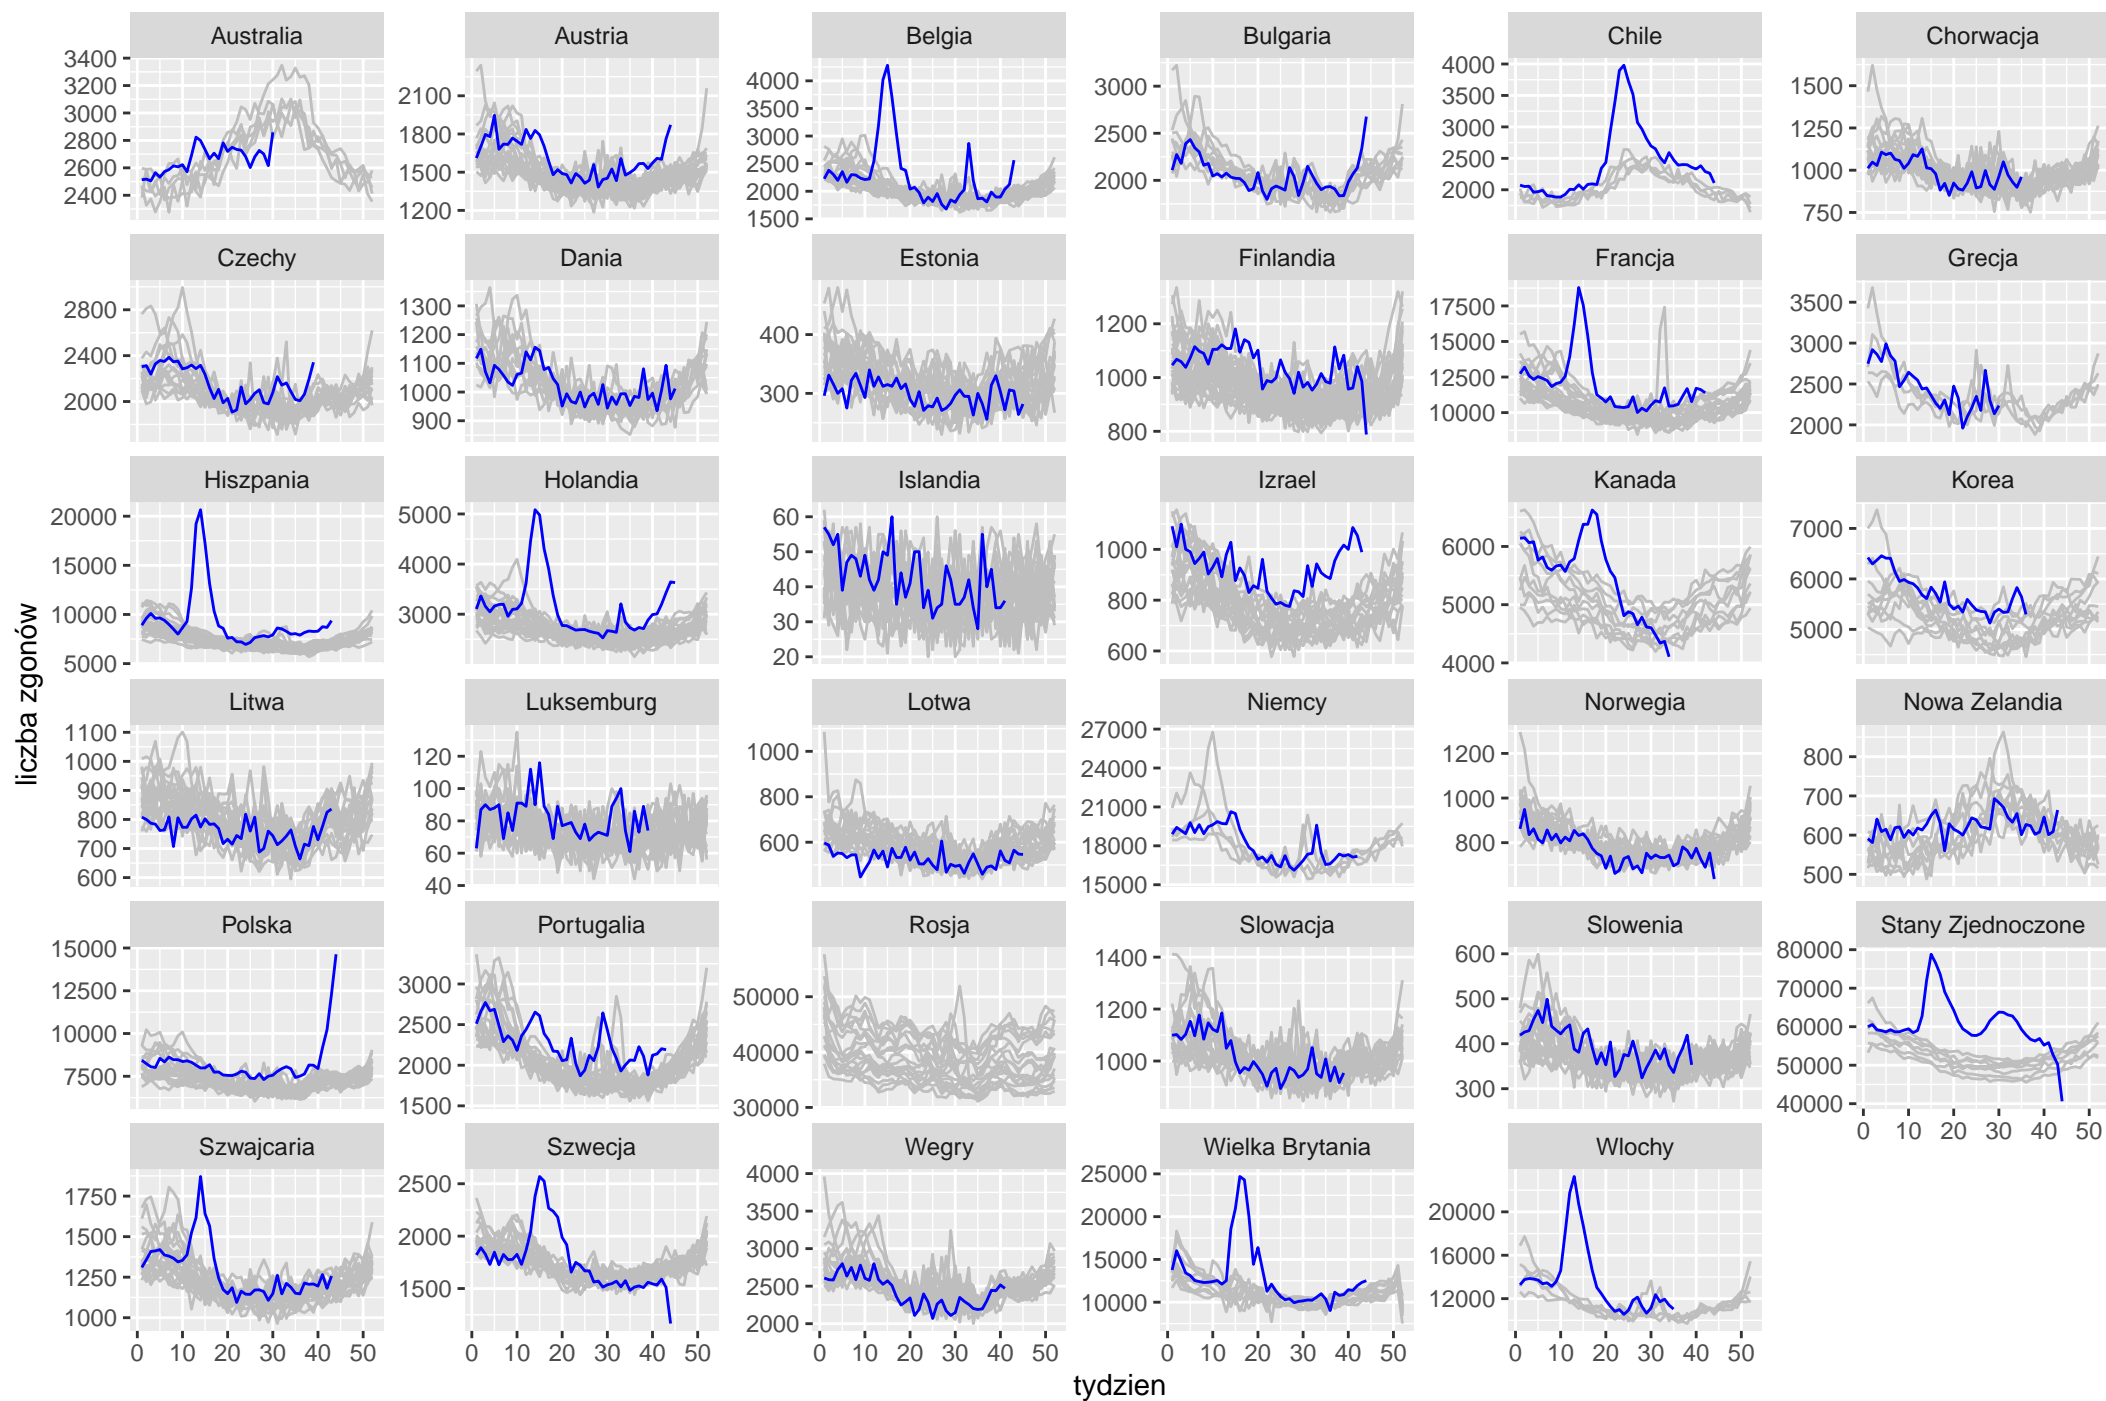 Australia Austria Belgia Bulgaria Chile Chorwacja
3400 3200 3000 2800 2600 2400
2100 1800 1500 1200
4000 3500 3000 2500 2000 1500
3000 2500 2000
4000 3500 3000 2500 2000
1500 1250 1000 750
Czechy Dania Estonia Finlandia Francja Grecja
2800 2400 2000
1300 1200 1100 1000 900
400 300
1200 1000 800
17500 15000 12500 10000
3500 3000 2500 2000
Hiszpania Holandia Islandia Izrael Kanada Korea
20000 15000 10000 5000
5000 4000 3000
60 50 40 30 20
1000 800 600
6000 5000 4000
7000 6000 5000
liczba zgonów
Litwa Luksemburg Lotwa Niemcy Norwegia Nowa Zelandia
1100 1000 900 800 700 600
120 100 80 60 40
1000 800 600
27000 24000 21000 18000 15000
1200 1000 800
800 700 600 500
Polska Portugalia Rosja Slowacja Slowenia Stany Zjednoczone
15000 12500 10000 7500
3000 2500 2000 1500
50000 40000 30000
1400 1200 1000
600 500 400 300
80000 70000 60000 50000 40000
0 10 20 30 40 50
Szwajcaria Szwecja Wegry Wielka Brytania Wlochy
1750 1500 1250 1000
2500 2000 1500
4000 3500 3000 2500 2000
25000 20000 15000 10000
20000 16000 12000
0 10 20 30 40 50 0 10 20 30 40 50 0 10 20 30 40 50 0 10 20 30 40 50 0 10 20 30 40 50
tydzien